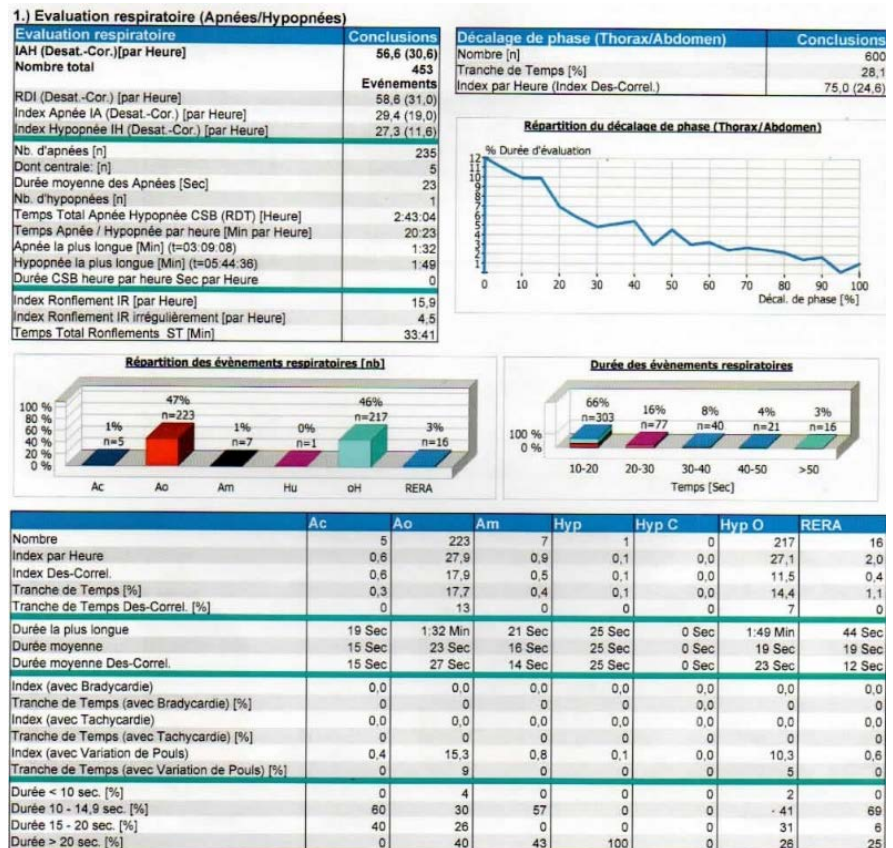 1.) Evaluation respiratoire (Apnées/Hypopnées)
Evaluation respiratoire Conclusions
IAH (Desat.-Cor.)[par Heure] 56,6 (30,6)
Nombre total 453
Evénements
RDI (Desat.-Cor.) [par Heure] 58,6 (31,0)
Index Apnée IA (Desat.-Cor.) [par Heure] 29,4 (19,0)
Index Hypopnée IH (Desat.-Cor.) [par Heure] 27,3 (11,6)
Nb. d'apnées [n] 235
Dont centrale: [n] 5
Durée moyenne des Apnées [Sec] 23
Nb. d'hypopnées [n] 1
Temps Total Apnée Hypopnée CSB (RDT) [Heure] 2:43:04
Temps Apnée / Hypopnée par heure [Min par Heure] 20:23
Apnée la plus longue [Min] (t=03:09:08) 1:32
Hypopnée la plus longue [Min] (t=05:44:36) 1:49
Durée CSB heure par heure Sec par Heure 0
Index Ronflement IR [par Heure] 15,9
Index Ronflement IR irrégulièrement [par Heure] 4,5
Temps Total Ronflements ST [Min] 33:41
Décalage de phase (Thorax/Abdomen) Conclusions
Nombre [n] 600
Tranche de Temps [%] 28,1
Index par Heure (Index Des-Correl.) 75,0 (24,6)
Répartition du décalage de phase (Thorax/Abdomen)
% Durée d'évaluation
12
11
10
9
8
7
6
5
4
3
2
1
0 10 20 30 40 50 60 70 80 90 100
Décal. de phase [%]
Répartition des évènements respiratoires [nb]
100 %
80 %
60 %
40 %
20 %
0 %
1% 47% 1% 0% 46% 3%
n=5 n=223 n=7 n=1 n=217 n=16
Ac Ao Am Hu oH RERA
Durée des évènements respiratoires
100 %
0 %
66% 16% 8% 4% 3%
n=303 n=77 n=40 n=21 n=16
10-20 20-30 30-40 40-50 >50
Temps [Sec]
Ac Ao Am Hyp Hyp C Hyp O RERA
Nombre 5 223 7 1 0 217 16
Index par Heure 0,6 27,9 0,9 0,1 0,0 27,1 2,0
Index Des-Correl. 0,6 17,9 0,5 0,1 0,0 11,5 0,4
Tranche de Temps [%] 0,3 17,7 0,4 0,1 0,0 14,4 1,1
Tranche de Temps Des-Correl. [%] 0 13 0 0 0 7 0
Durée la plus longue 19 Sec 1:32 Min 21 Sec 25 Sec 0 Sec 1:49 Min 44 Sec
Durée moyenne 15 Sec 23 Sec 16 Sec 25 Sec 0 Sec 19 Sec 19 Sec
Durée moyenne Des-Correl. 15 Sec 27 Sec 14 Sec 25 Sec 0 Sec 23 Sec 12 Sec
Index (avec Bradycardie) 0,0 0,0 0,0 0,0 0,0 0,0 0,0
Tranche de Temps (avec Bradycardie) [%] 0 0 0 0 0 0 0
Index (avec Tachycardie) 0,0 0,0 0,0 0,0 0,0 0,0 0,0
Tranche de Temps (avec Tachycardie) [%] 0 0 0 0 0 0 0
Index (avec Variation de Pouls) 0,4 15,3 0,8 0,1 0,0 10,3 0,6
Tranche de Temps (avec Variation de Pouls) [%] 0 9 0 0 0 5 0
Durée < 10 sec. [%] 0 4 0 0 0 2 0
Durée 10 - 14,9 sec. [%] 60 30 57 0 0 41 69
Durée 15 - 20 sec. [%] 40 26 0 0 0 31 6
Durée > 20 sec. [%] 0 40 43 100 0 26 25